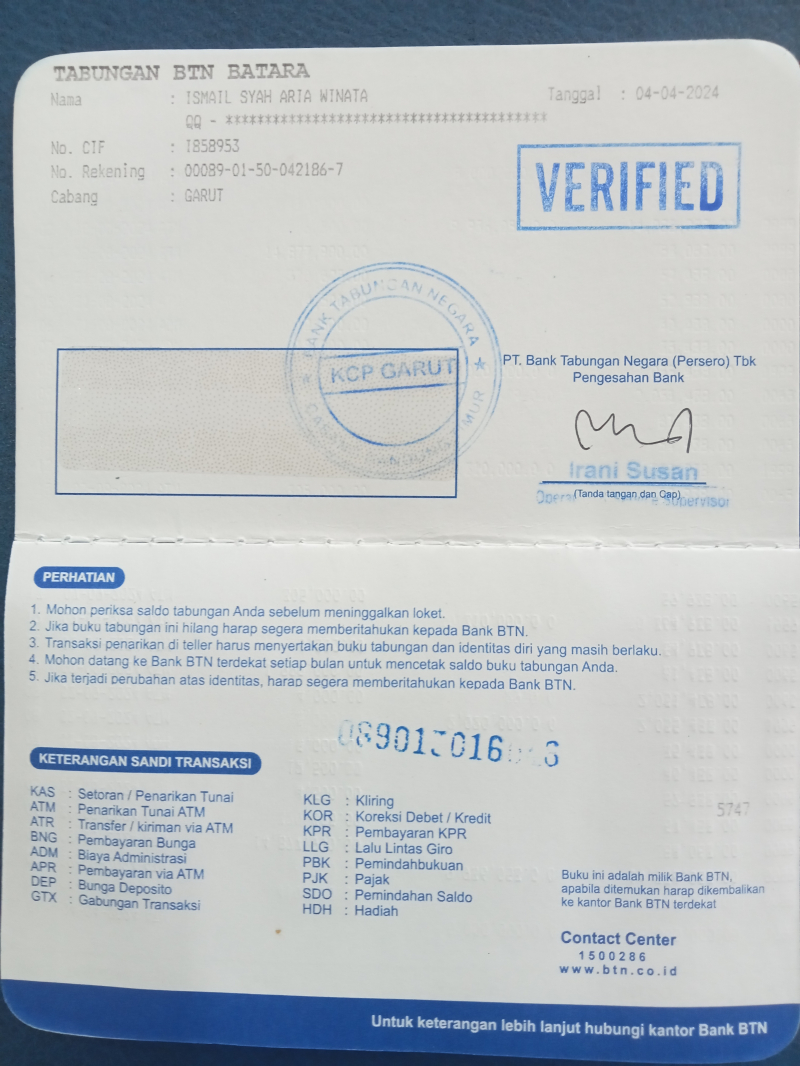 TABUNGAN BTN BATARA
Nama : ISMAIL SYAH ARIA WINATA
Tanggal : 04-04-2024
QQ - *****************************************
No. CIF : I858953
No. Rekening : 00089-01-50-042186-7
Cabang : GARUT
VERIFIED
BANK TABUNGAN NEGARA
KCP GARUT
PT. Bank Tabungan Negara (Persero) Tbk
Pengesahan Bank
Irani Susan
(Tanda tangan dan Cap)
Supervisor
PERHATIAN
1. Mohon periksa saldo tabungan Anda sebelum meninggalkan loket.
2. Jika buku tabungan ini hilang harap segera memberitahukan kepada Bank BTN.
3. Transaksi penarikan di teller harus menyertakan buku tabungan dan identitas diri yang masih berlaku.
4. Mohon datang ke Bank BTN terdekat setiap bulan untuk mencetak saldo buku tabungan Anda.
5. Jika terjadi perubahan atas identitas, harap segera memberitahukan kepada Bank BTN.
KETERANGAN SANDI TRANSAKSI
KAS : Setoran / Penarikan Tunai
ATM : Penarikan Tunai ATM
ATR : Transfer / kiriman via ATM
BNG : Pembayaran Bunga
ADM : Biaya Administrasi
APR : Pembayaran via ATM
DEP : Bunga Deposito
GTX : Gabungan Transaksi
KLG : Kliring
KOR : Koreksi Debet / Kredit
KPR : Pembayaran KPR
LLG : Lalu Lintas Giro
PBK : Pemindahbukuan
PJK : Pajak
SDO : Pemindahan Saldo
HDH : Hadiah
5747
Buku ini adalah milik Bank BTN,
apabila ditemukan harap dikembalikan
ke kantor Bank BTN terdekat
Contact Center
1500286
www.btn.co.id
Untuk keterangan lebih lanjut hubungi kantor Bank BTN